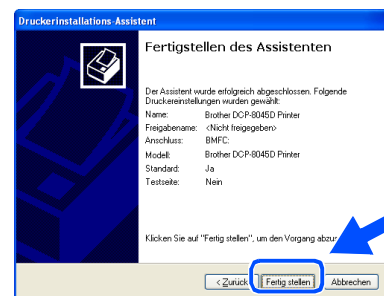 Druckerinstallations-Assistent
Fertigstellen des Assistenten
Der Assistent wurde erfolgreich abgeschlossen. Folgende
Druckereinstellungen wurden gewählt:
Name: Brother DCP-8045D Printer
Freigabename: <Nicht freigegeben>
Anschluss: BMFC:
Modell: Brother DCP-8045D Printer
Standard: Ja
Testseite: Nein
Klicken Sie auf "Fertig stellen", um den Vorgang abzu
< Zurück Fertig stellen Abbrechen